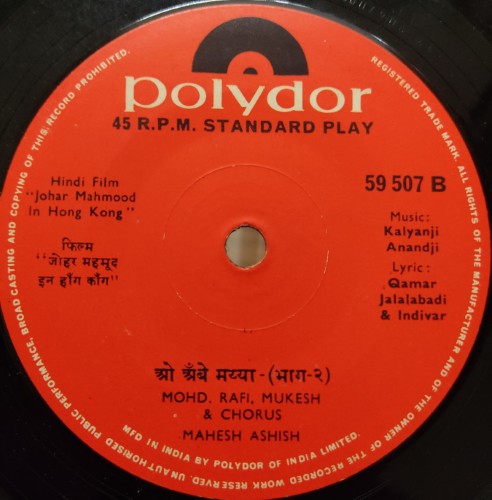 polydor
45 R.P.M. STANDARD PLAY
Hindi Film
"Johar Mahmood
In Hong Kong"
फिल्म
"जोहर महमूद
इन हाँग काँग"
59 507 B
Music:
Kalyanji
Anandji
Lyric:
Qamar
Jalalabadi
& Indivar
ओ अँबे मय्या - (भाग-२)
MOHD. RAFI, MUKESH
& CHORUS
MAHESH ASHISH
MFD IN INDIA BY POLYDOR OF INDIA LIMITED.
REGISTERED TRADE MARK. ALL RIGHTS OF THE MANUFACTURER AND OF THE OWNER OF THE RECORDED WORK RESERVED. UNAUTHORISED PUBLIC PERFORMANCE, BROAD CASTING AND COPYING OF THIS RECORD PROHIBITED.